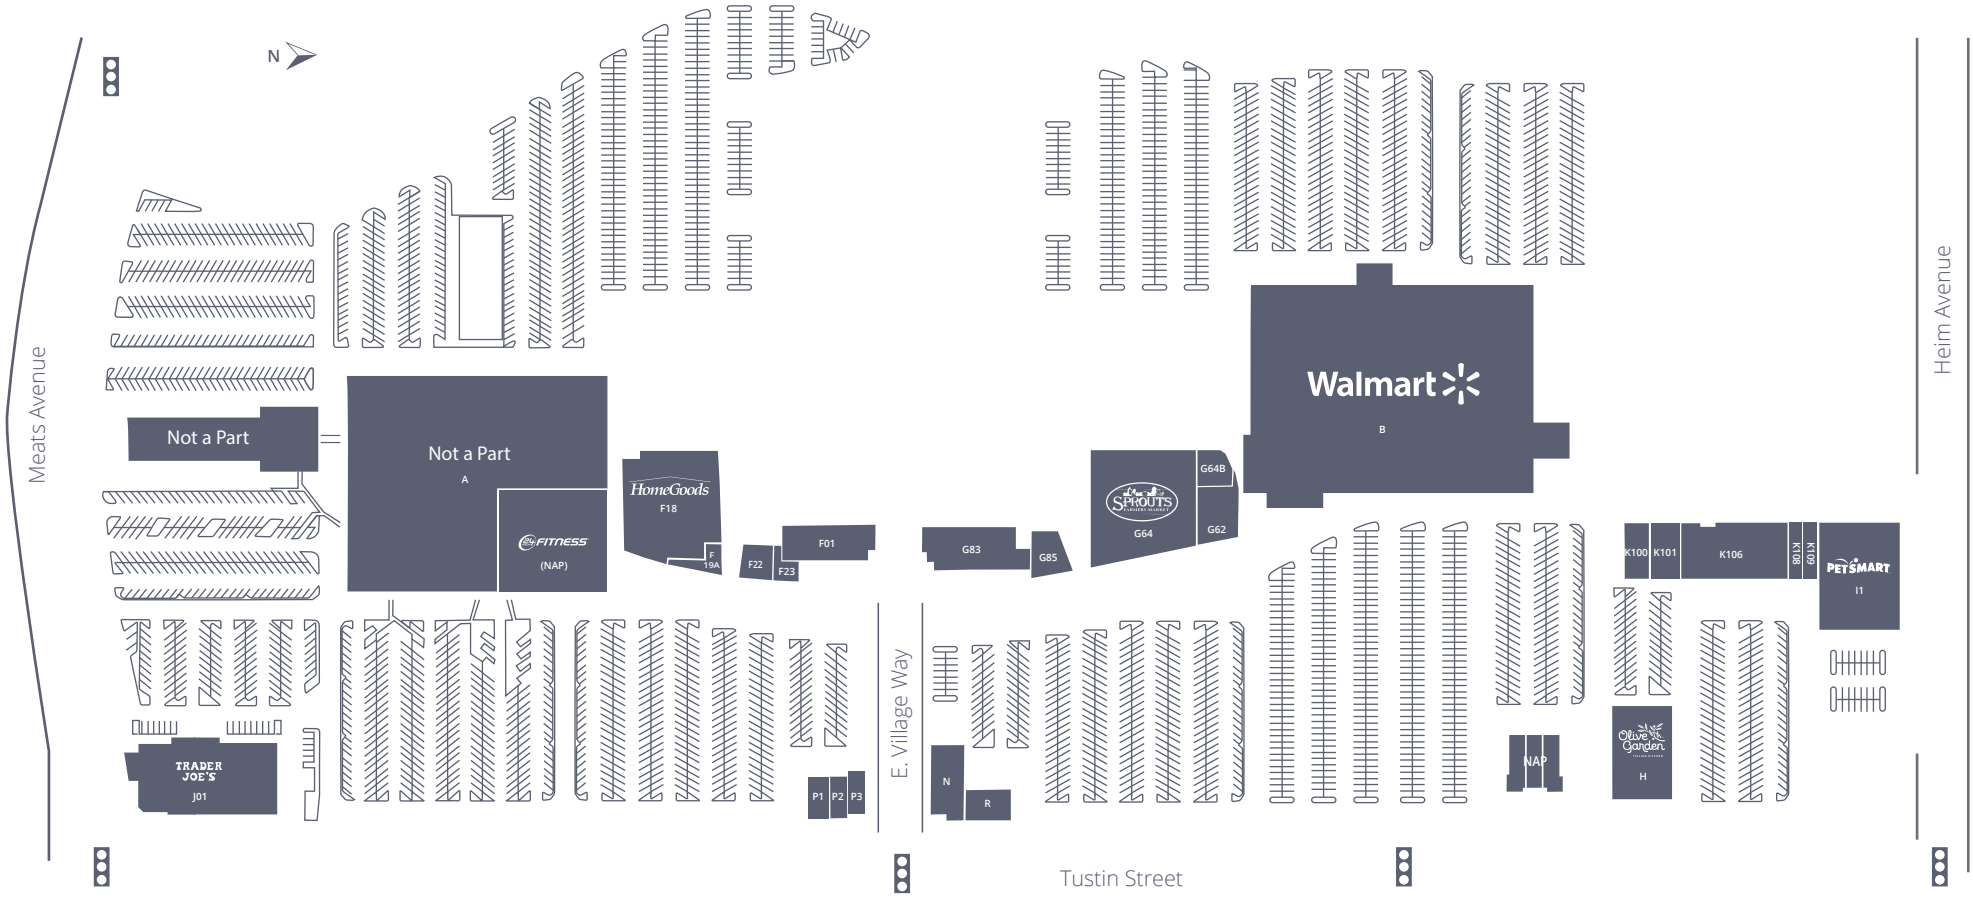 N
Meats Avenue
Heim Avenue
Walmart
B
Not a Part
Not a Part
A
24
FITNESS
(NAP)
HomeGoods
F18
F
19A
F22
F23
F01
G83
G85
SPROUTS
FARMERS MARKET
G64
G64B
G62
K100
K101
K106
K108
K109
PETSMART
I1
TRADER
JOE'S
J01
P1
P2
P3
E. Village Way
N
R
NAP
Olive
Garden
H
Tustin Street